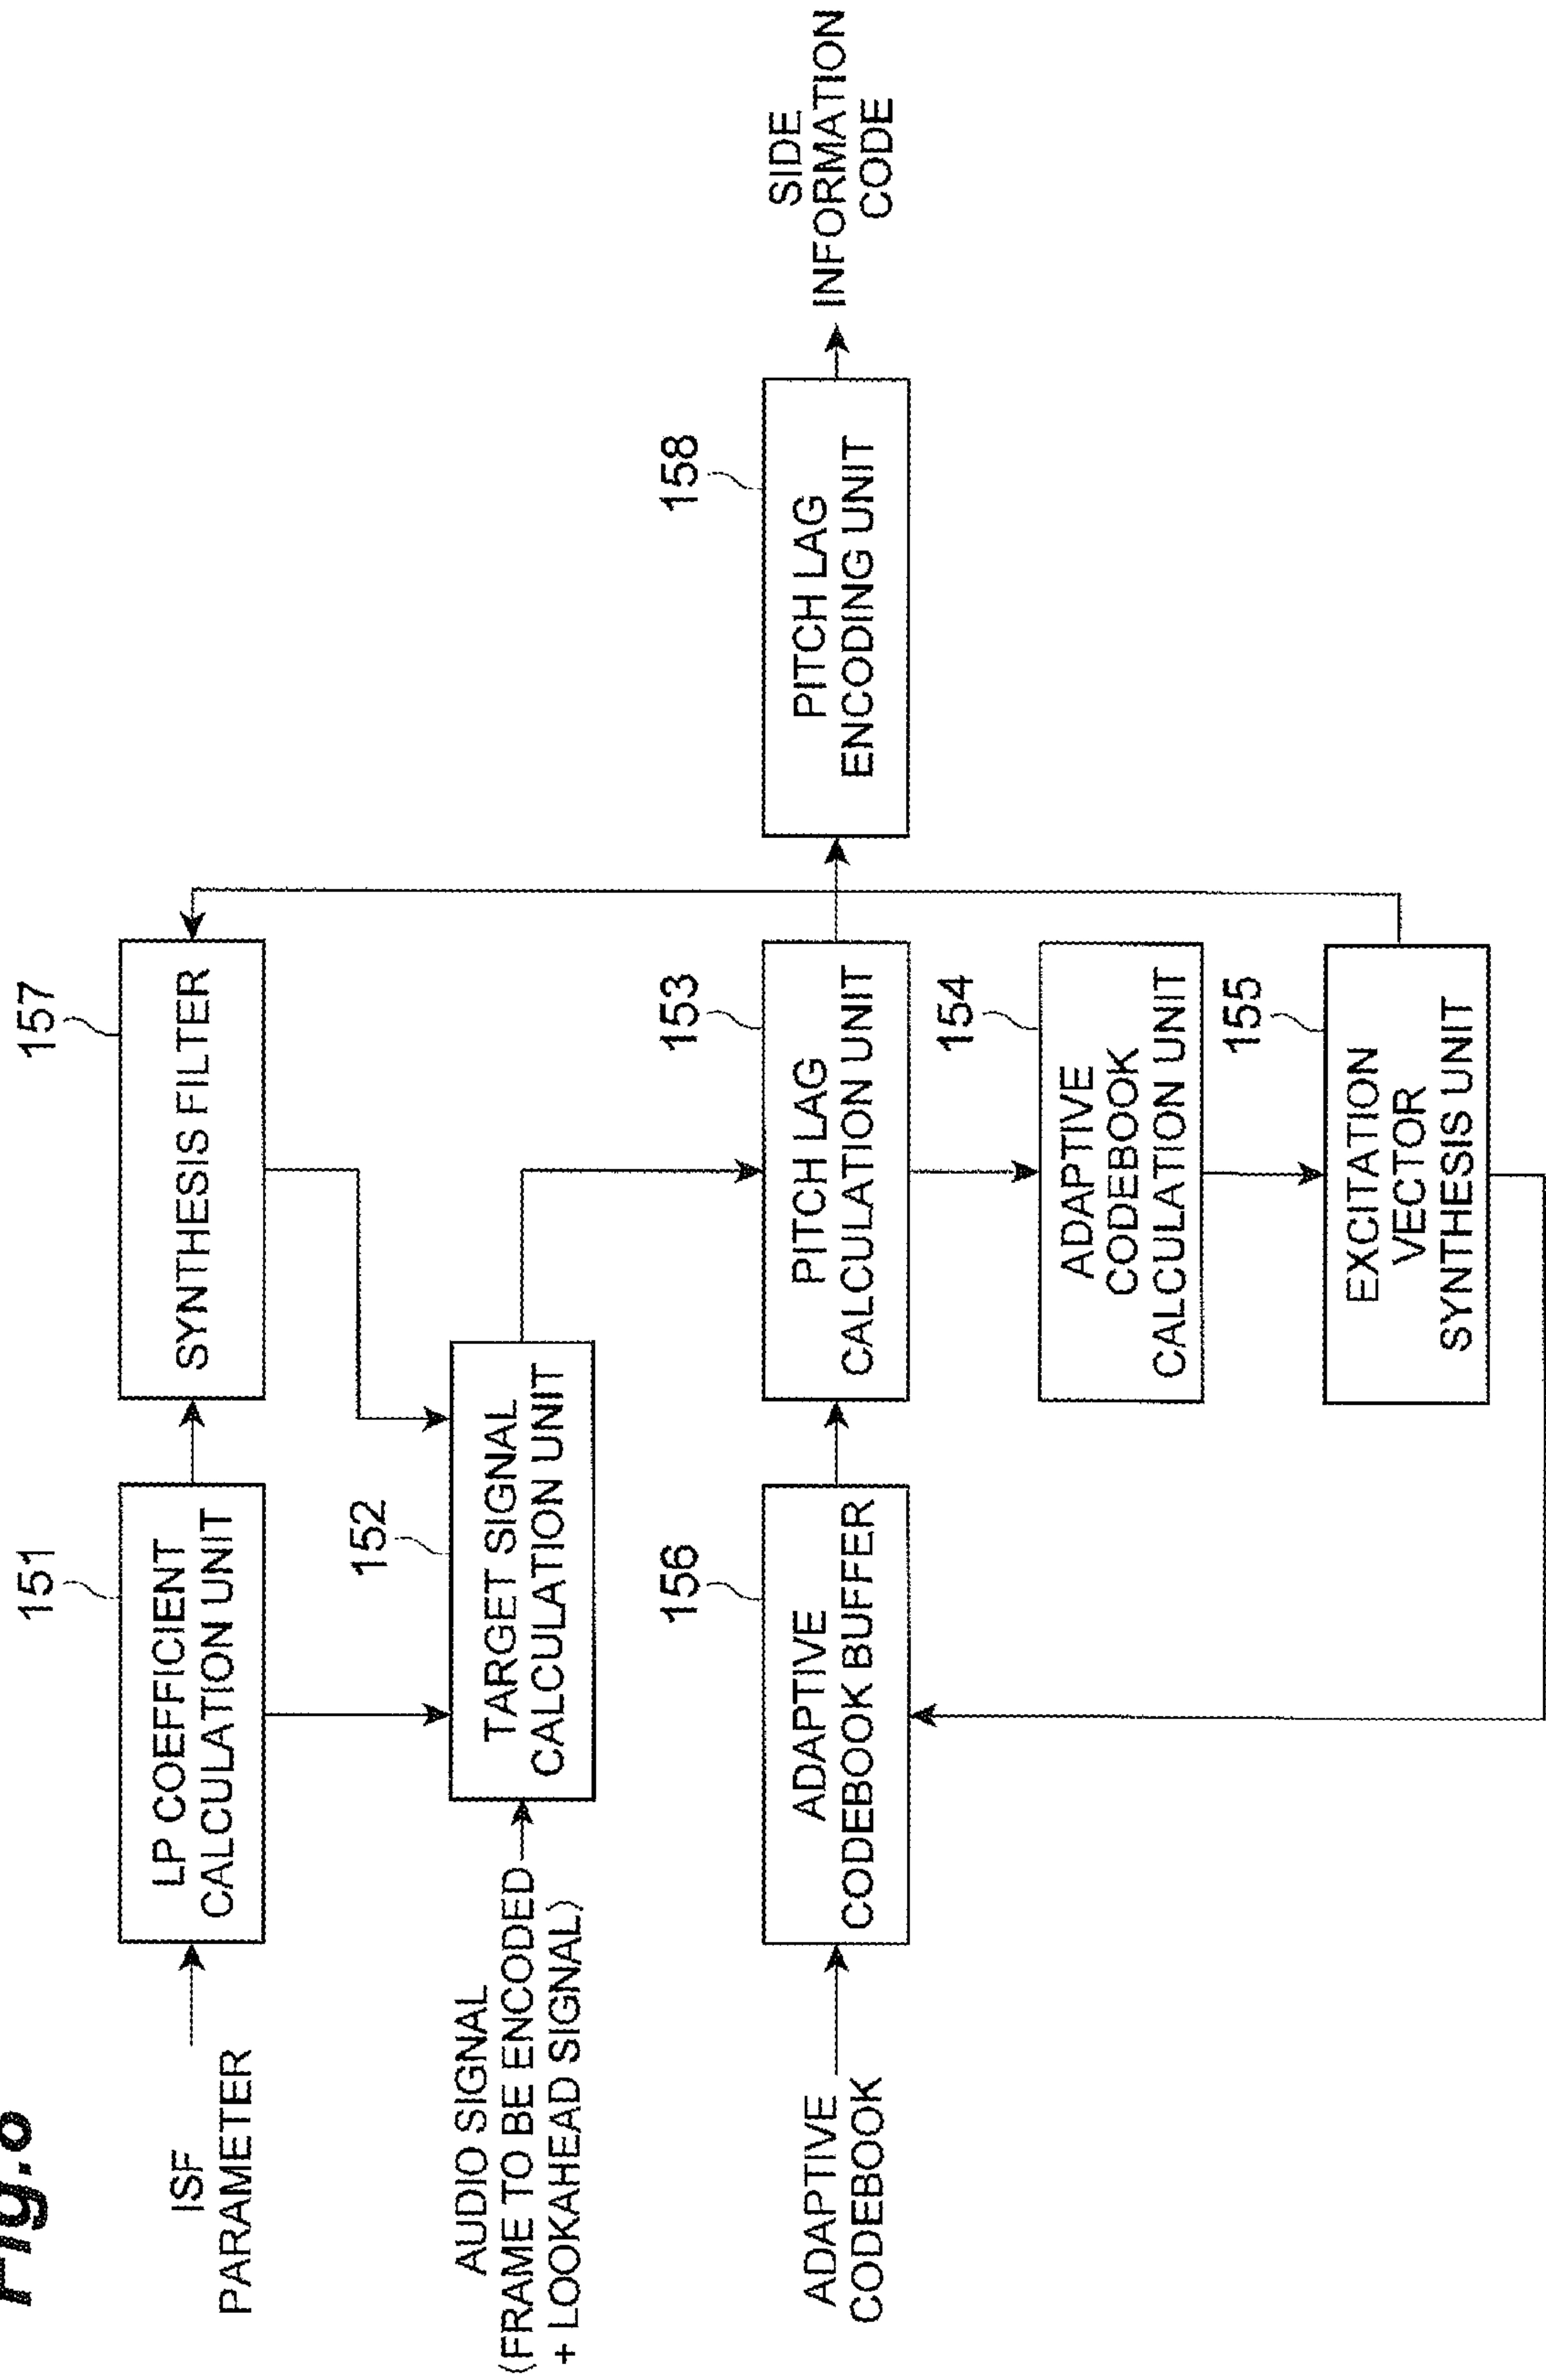 Fig.8
151
157
ISF
PARAMETER
LP COEFFICIENT
CALCULATION UNIT
SYNTHESIS FILTER
152
AUDIO SIGNAL
(FRAME TO BE ENCODED
+ LOOKAHEAD SIGNAL)
TARGET SIGNAL
CALCULATION UNIT
156
153
158
ADAPTIVE
CODEBOOK
ADAPTIVE
CODEBOOK BUFFER
PITCH LAG
CALCULATION UNIT
PITCH LAG
ENCODING UNIT
SIDE
INFORMATION
CODE
154
ADAPTIVE
CODEBOOK
CALCULATION UNIT
155
EXCITATION
VECTOR
SYNTHESIS UNIT